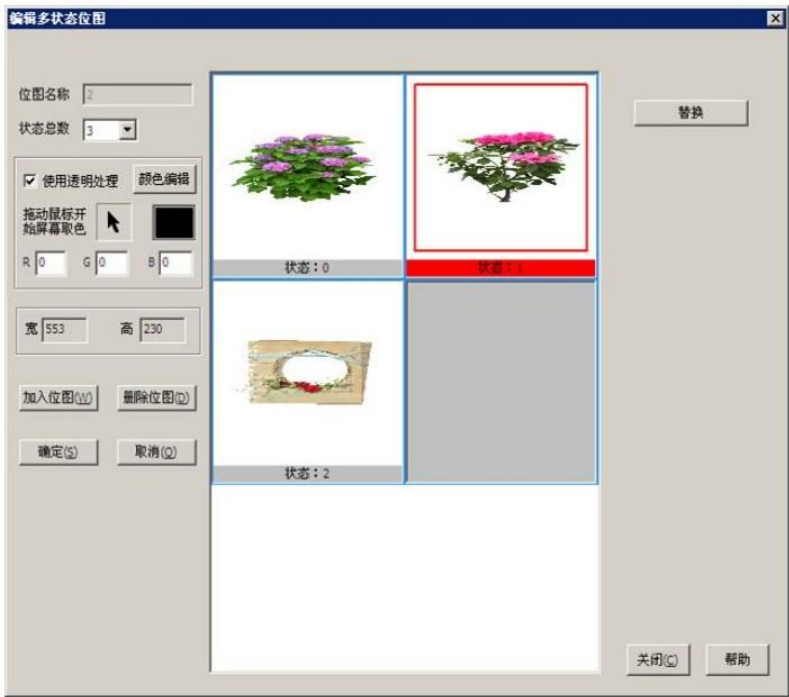 编辑多状态位图
位图名称 2
状态总数 3
使用透明处理 颜色编辑
拖动鼠标开
始屏幕取色
R 0 G 0 B 0
宽 553 高 230
加入位图(W) 删除位图(D)
确定(S) 取消(Q)
状态：0
状态：1
状态：2
替换
关闭(C) 帮助